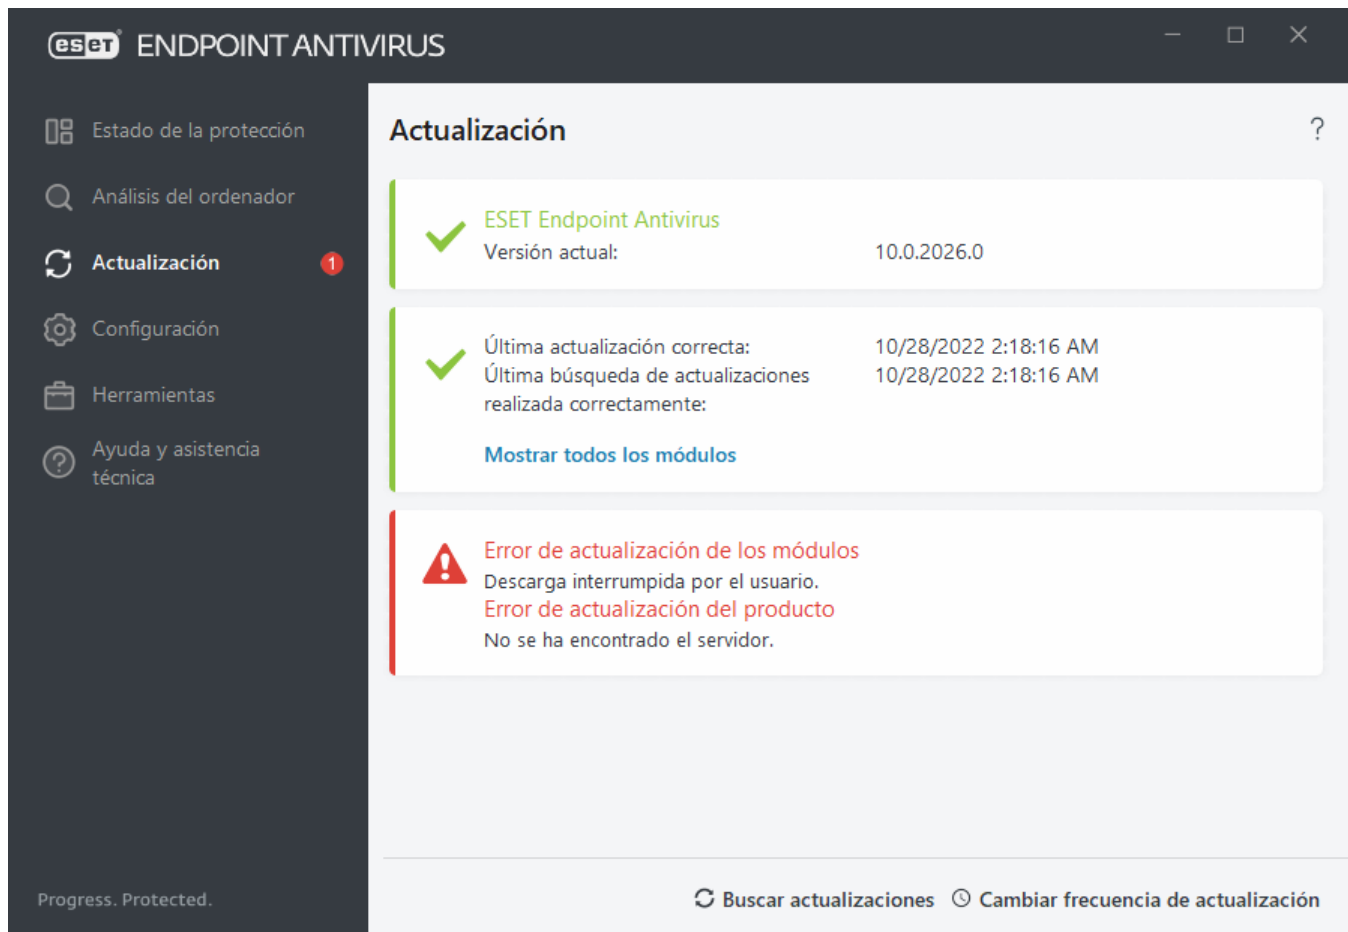 eset ENDPOINT ANTIVIRUS
Estado de la protección
Análisis del ordenador
Actualización 1
Configuración
Herramientas
Ayuda y asistencia
técnica
Progress. Protected.
Actualización ?
ESET Endpoint Antivirus
Versión actual: 10.0.2026.0
Última actualización correcta: 10/28/2022 2:18:16 AM
Última búsqueda de actualizaciones 10/28/2022 2:18:16 AM
realizada correctamente:
Mostrar todos los módulos
Error de actualización de los módulos
Descarga interrumpida por el usuario.
Error de actualización del producto
No se ha encontrado el servidor.
Buscar actualizaciones Cambiar frecuencia de actualización